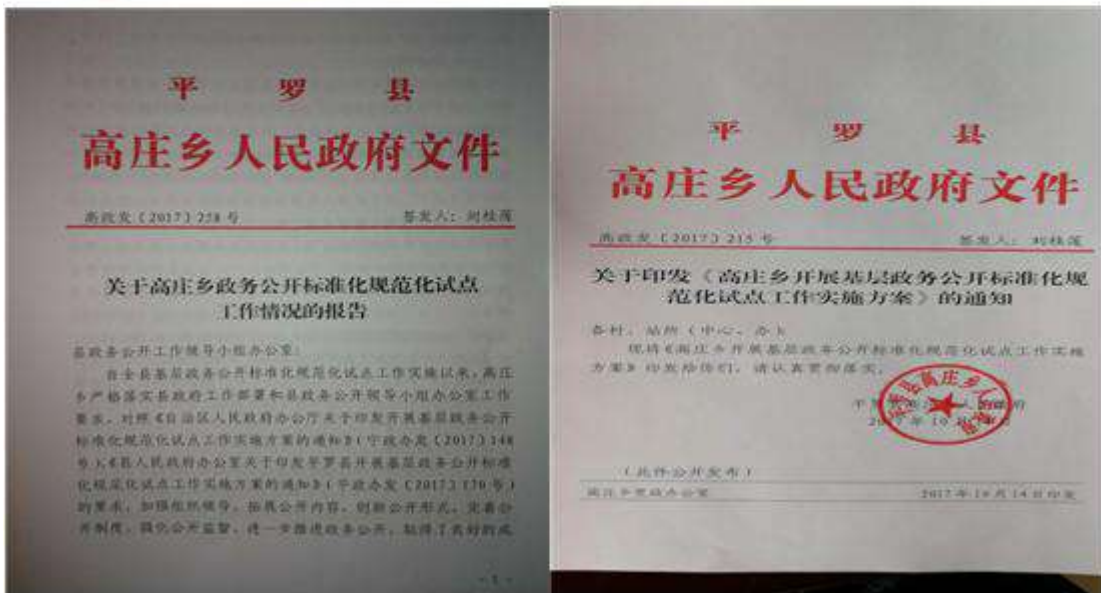 平罗县
高庄乡人民政府文件
高政发〔2017〕258 号 签发人：刘桂莲
关于高庄乡政务公开标准化规范化试点
工作情况的报告
县政务公开工作领导小组办公室：
自全县基层政务公开标准化规范化试点工作实施以来，高庄
乡严格落实县政府工作部署和县政务公开领导小组办公室工作
要求，对照《自治区人民政府办公厅关于印发开展基层政务公开
标准化规范化试点工作实施方案的通知》（宁政办发〔2017〕148
号）、《县人民政府办公室关于印发平罗县开展基层政务公开标准
化规范化试点工作实施方案的通知》（平政办发〔2017〕170 号）
的要求，加强组织领导，拓展公开内容，创新公开形式，完善公
开制度，强化公开监督，进一步推进政务公开，取得了良好的成
- 1 -
平罗县
高庄乡人民政府文件
高政发〔2017〕215 号 签发人：刘桂莲
关于印发《高庄乡开展基层政务公开标准化规
范化试点工作实施方案》的通知
各村、站所（中心、办）：
现将《高庄乡开展基层政务公开标准化规范化试点工作实施
方案》印发给你们，请认真贯彻落实。
2017 年 10 月
（此件公开发布）
高庄乡党政办公室 2017 年 10 月 14 日印发